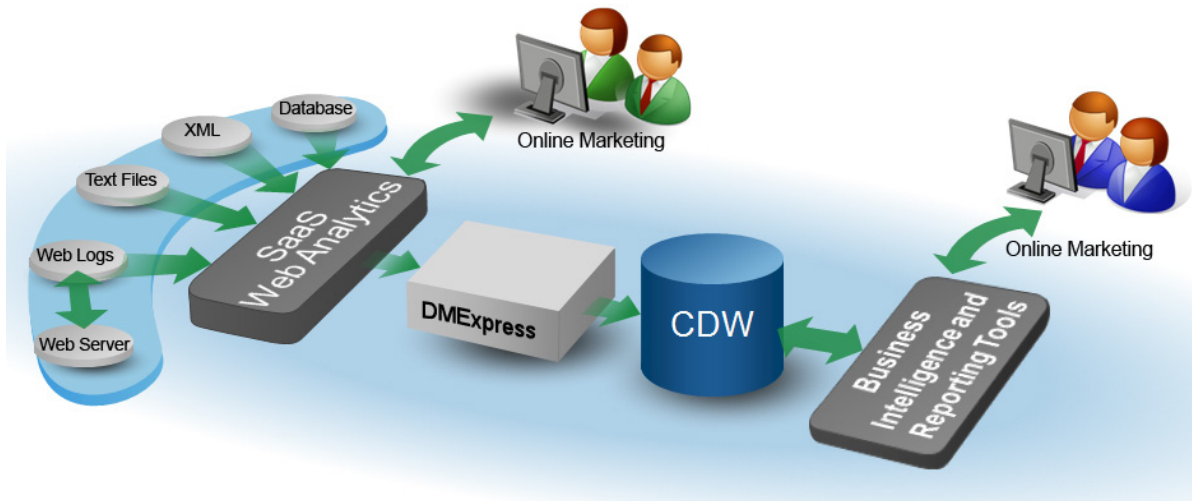 Database
XML
Text Files
Web Logs
Web Server
SaaS
Web Analytics
Online Marketing
DMExpress
CDW
Business
Intelligence and
Reporting Tools
Online Marketing